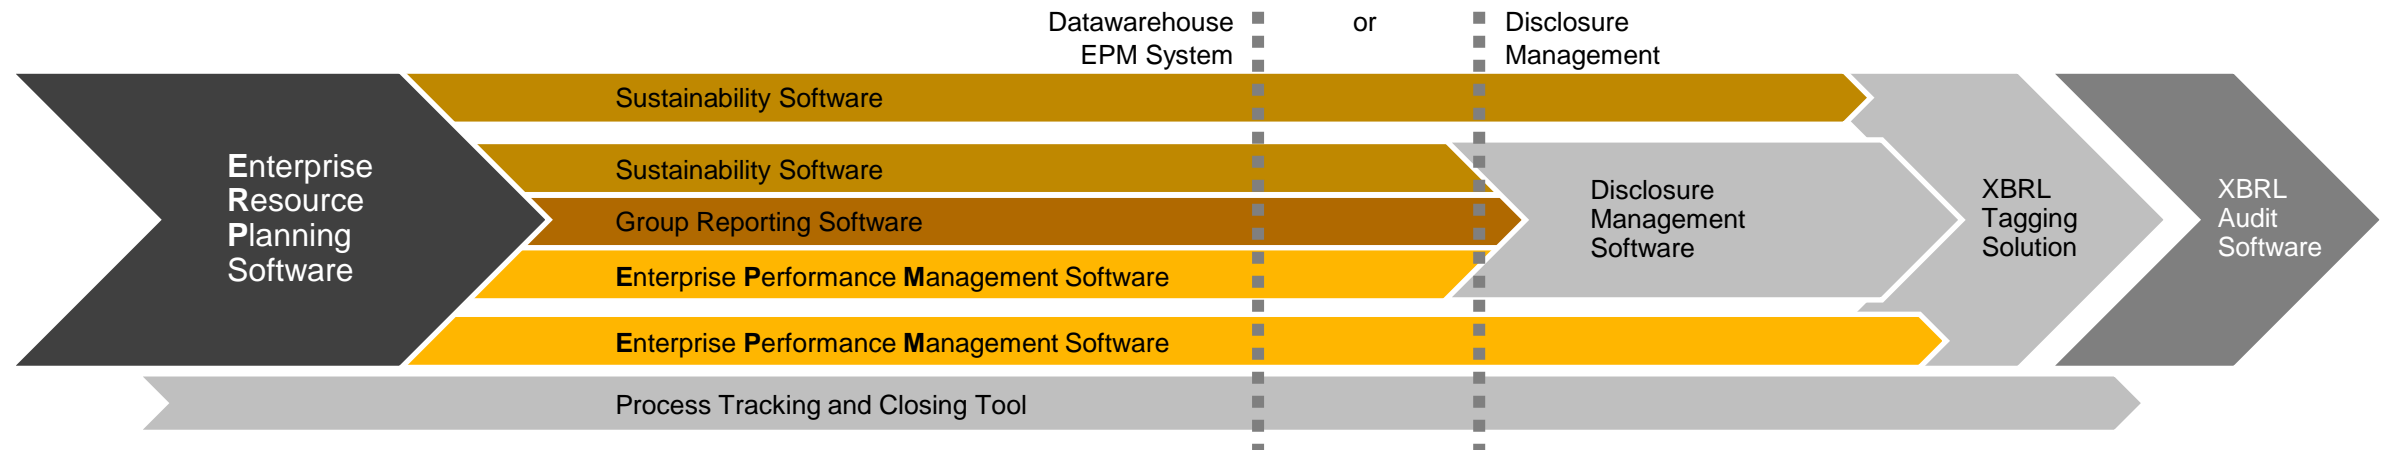 Datawarehouse
EPM System
or
Disclosure
Management
Enterprise
Resource
Planning
Software
Sustainability Software
Sustainability Software
Group Reporting Software
Enterprise Performance Management Software
Enterprise Performance Management Software
Process Tracking and Closing Tool
Disclosure
Management
Software
XBRL
Tagging
Solution
XBRL
Audit
Software